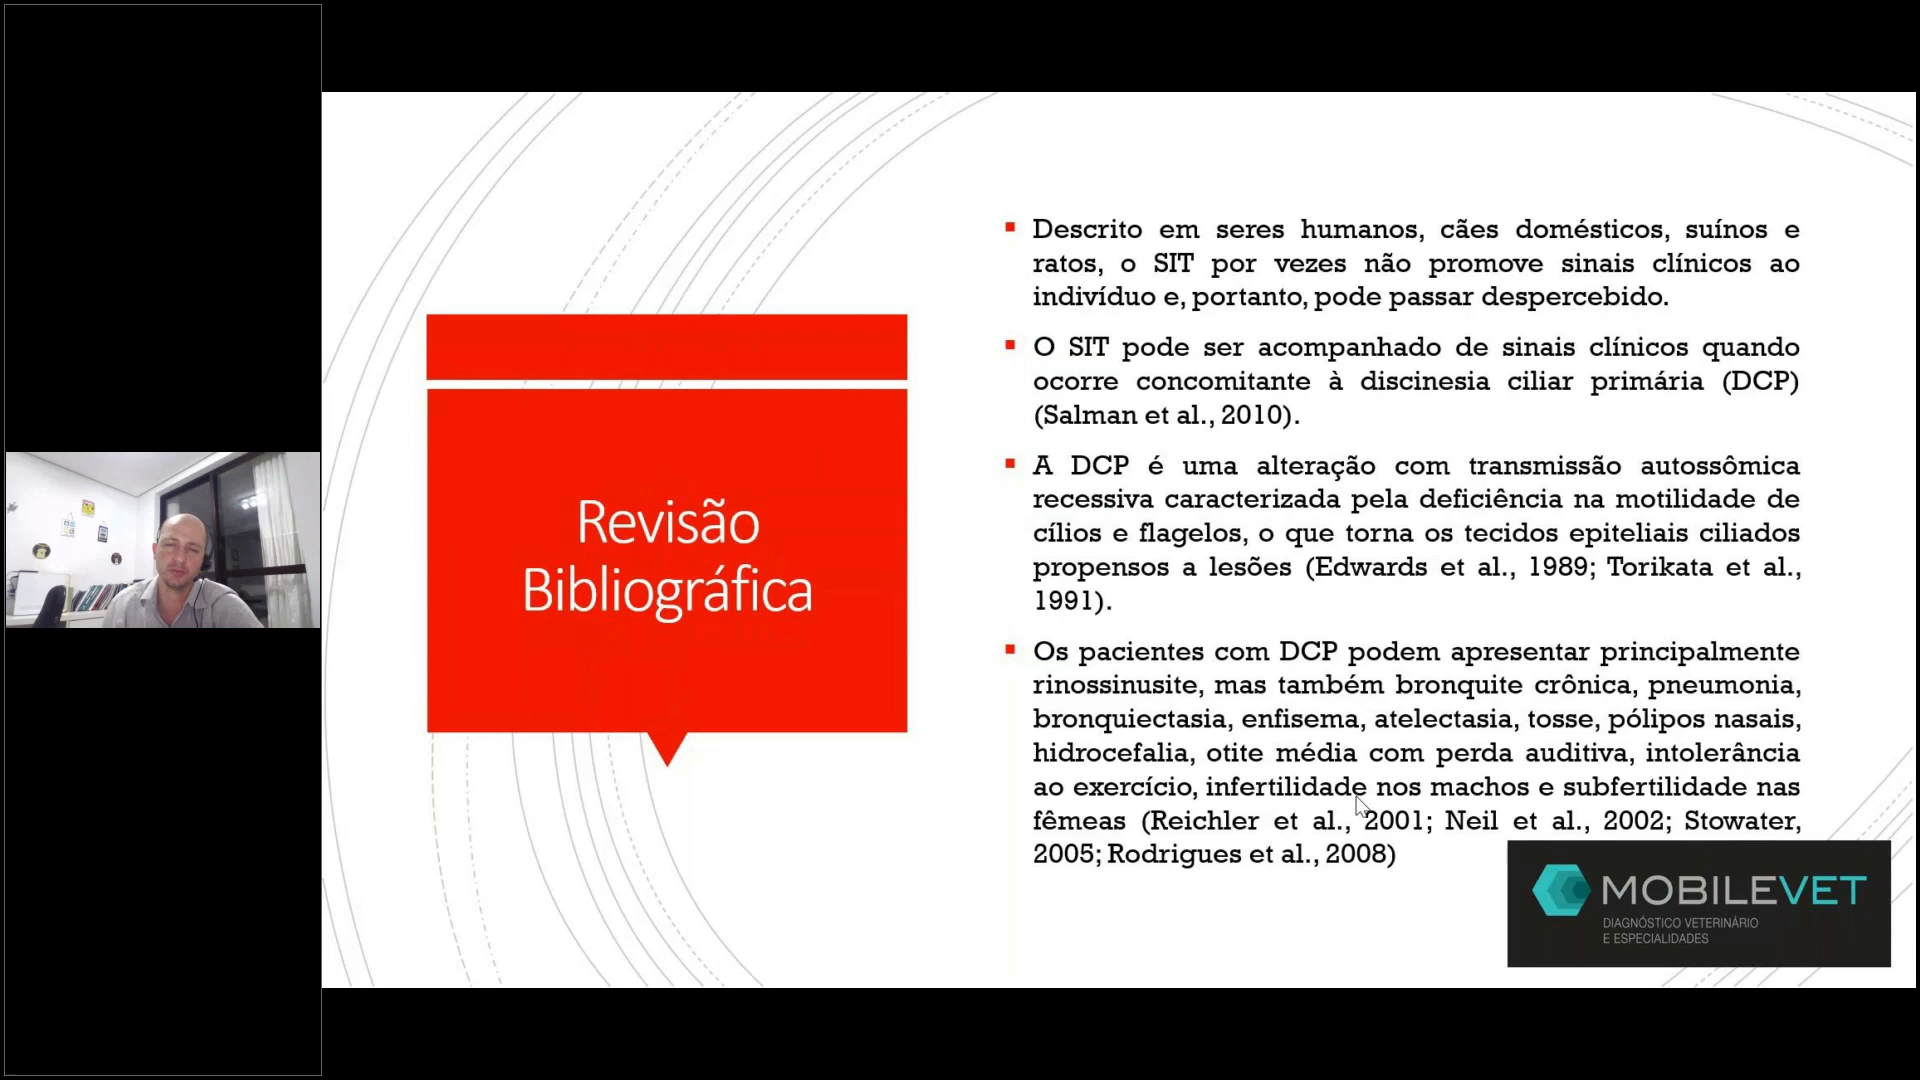 Revisão
Bibliográfica
Descrito em seres humanos, cães domésticos, suínos e
ratos, o SIT por vezes não promove sinais clínicos ao
indivíduo e, portanto, pode passar despercebido.
O SIT pode ser acompanhado de sinais clínicos quando
ocorre concomitante à discinesia ciliar primária (DCP)
(Salman et al., 2010).
A DCP é uma alteração com transmissão autossômica
recessiva caracterizada pela deficiência na motilidade de
cílios e flagelos, o que torna os tecidos epiteliais ciliados
propensos a lesões (Edwards et al., 1989; Torikata et al.,
1991).
Os pacientes com DCP podem apresentar principalmente
rinossinusite, mas também bronquite crônica, pneumonia,
bronquiectasia, enfisema, atelectasia, tosse, pólipos nasais,
hidrocefalia, otite média com perda auditiva, intolerância
ao exercício, infertilidade nos machos e subfertilidade nas
fêmeas (Reichler et al., 2001; Neil et al., 2002; Stowater,
2005; Rodrigues et al., 2008)
MOBILEVET
DIAGNÓSTICO VETERINÁRIO
E ESPECIALIDADES